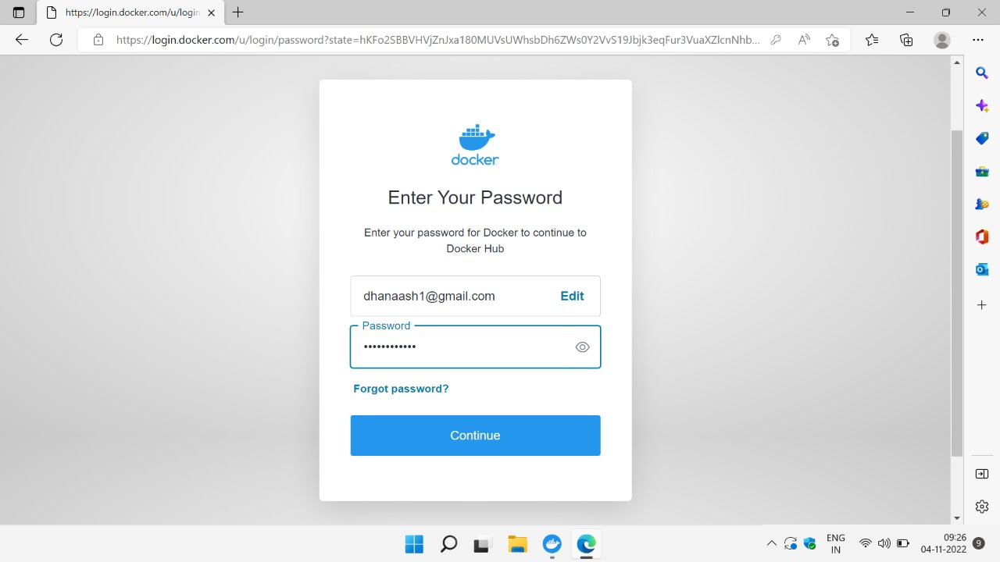 https://login.docker.com/u/login
https://login.docker.com/u/login/password?state=hKFo2SBBVHVjZnJxa180MUVsUWhsbDh6ZWs0Y2VvS19Jbjk3eqFur3VuaXZlcnNhb...
docker
Enter Your Password
Enter your password for Docker to continue to
Docker Hub
dhanaash1@gmail.com
Edit
Password
••••••••••••
Forgot password?
Continue
ENG
IN
09:26
04-11-2022
9